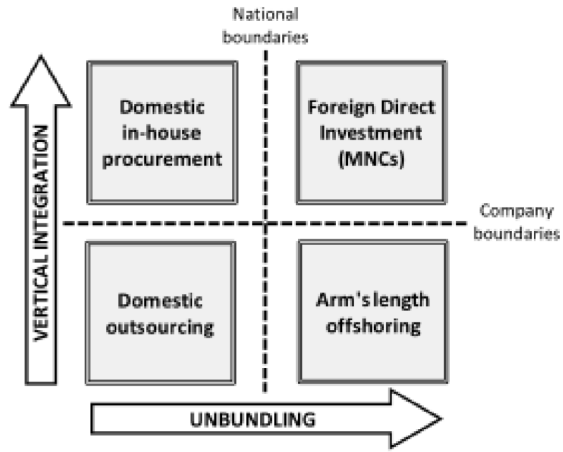 National
boundaries
Domestic
in-house
procurement
Foreign Direct
Investment
(MNCs)
Company
boundaries
VERTICAL INTEGRATION
Domestic
outsourcing
Arm's length
offshoring
UNBUNDLING